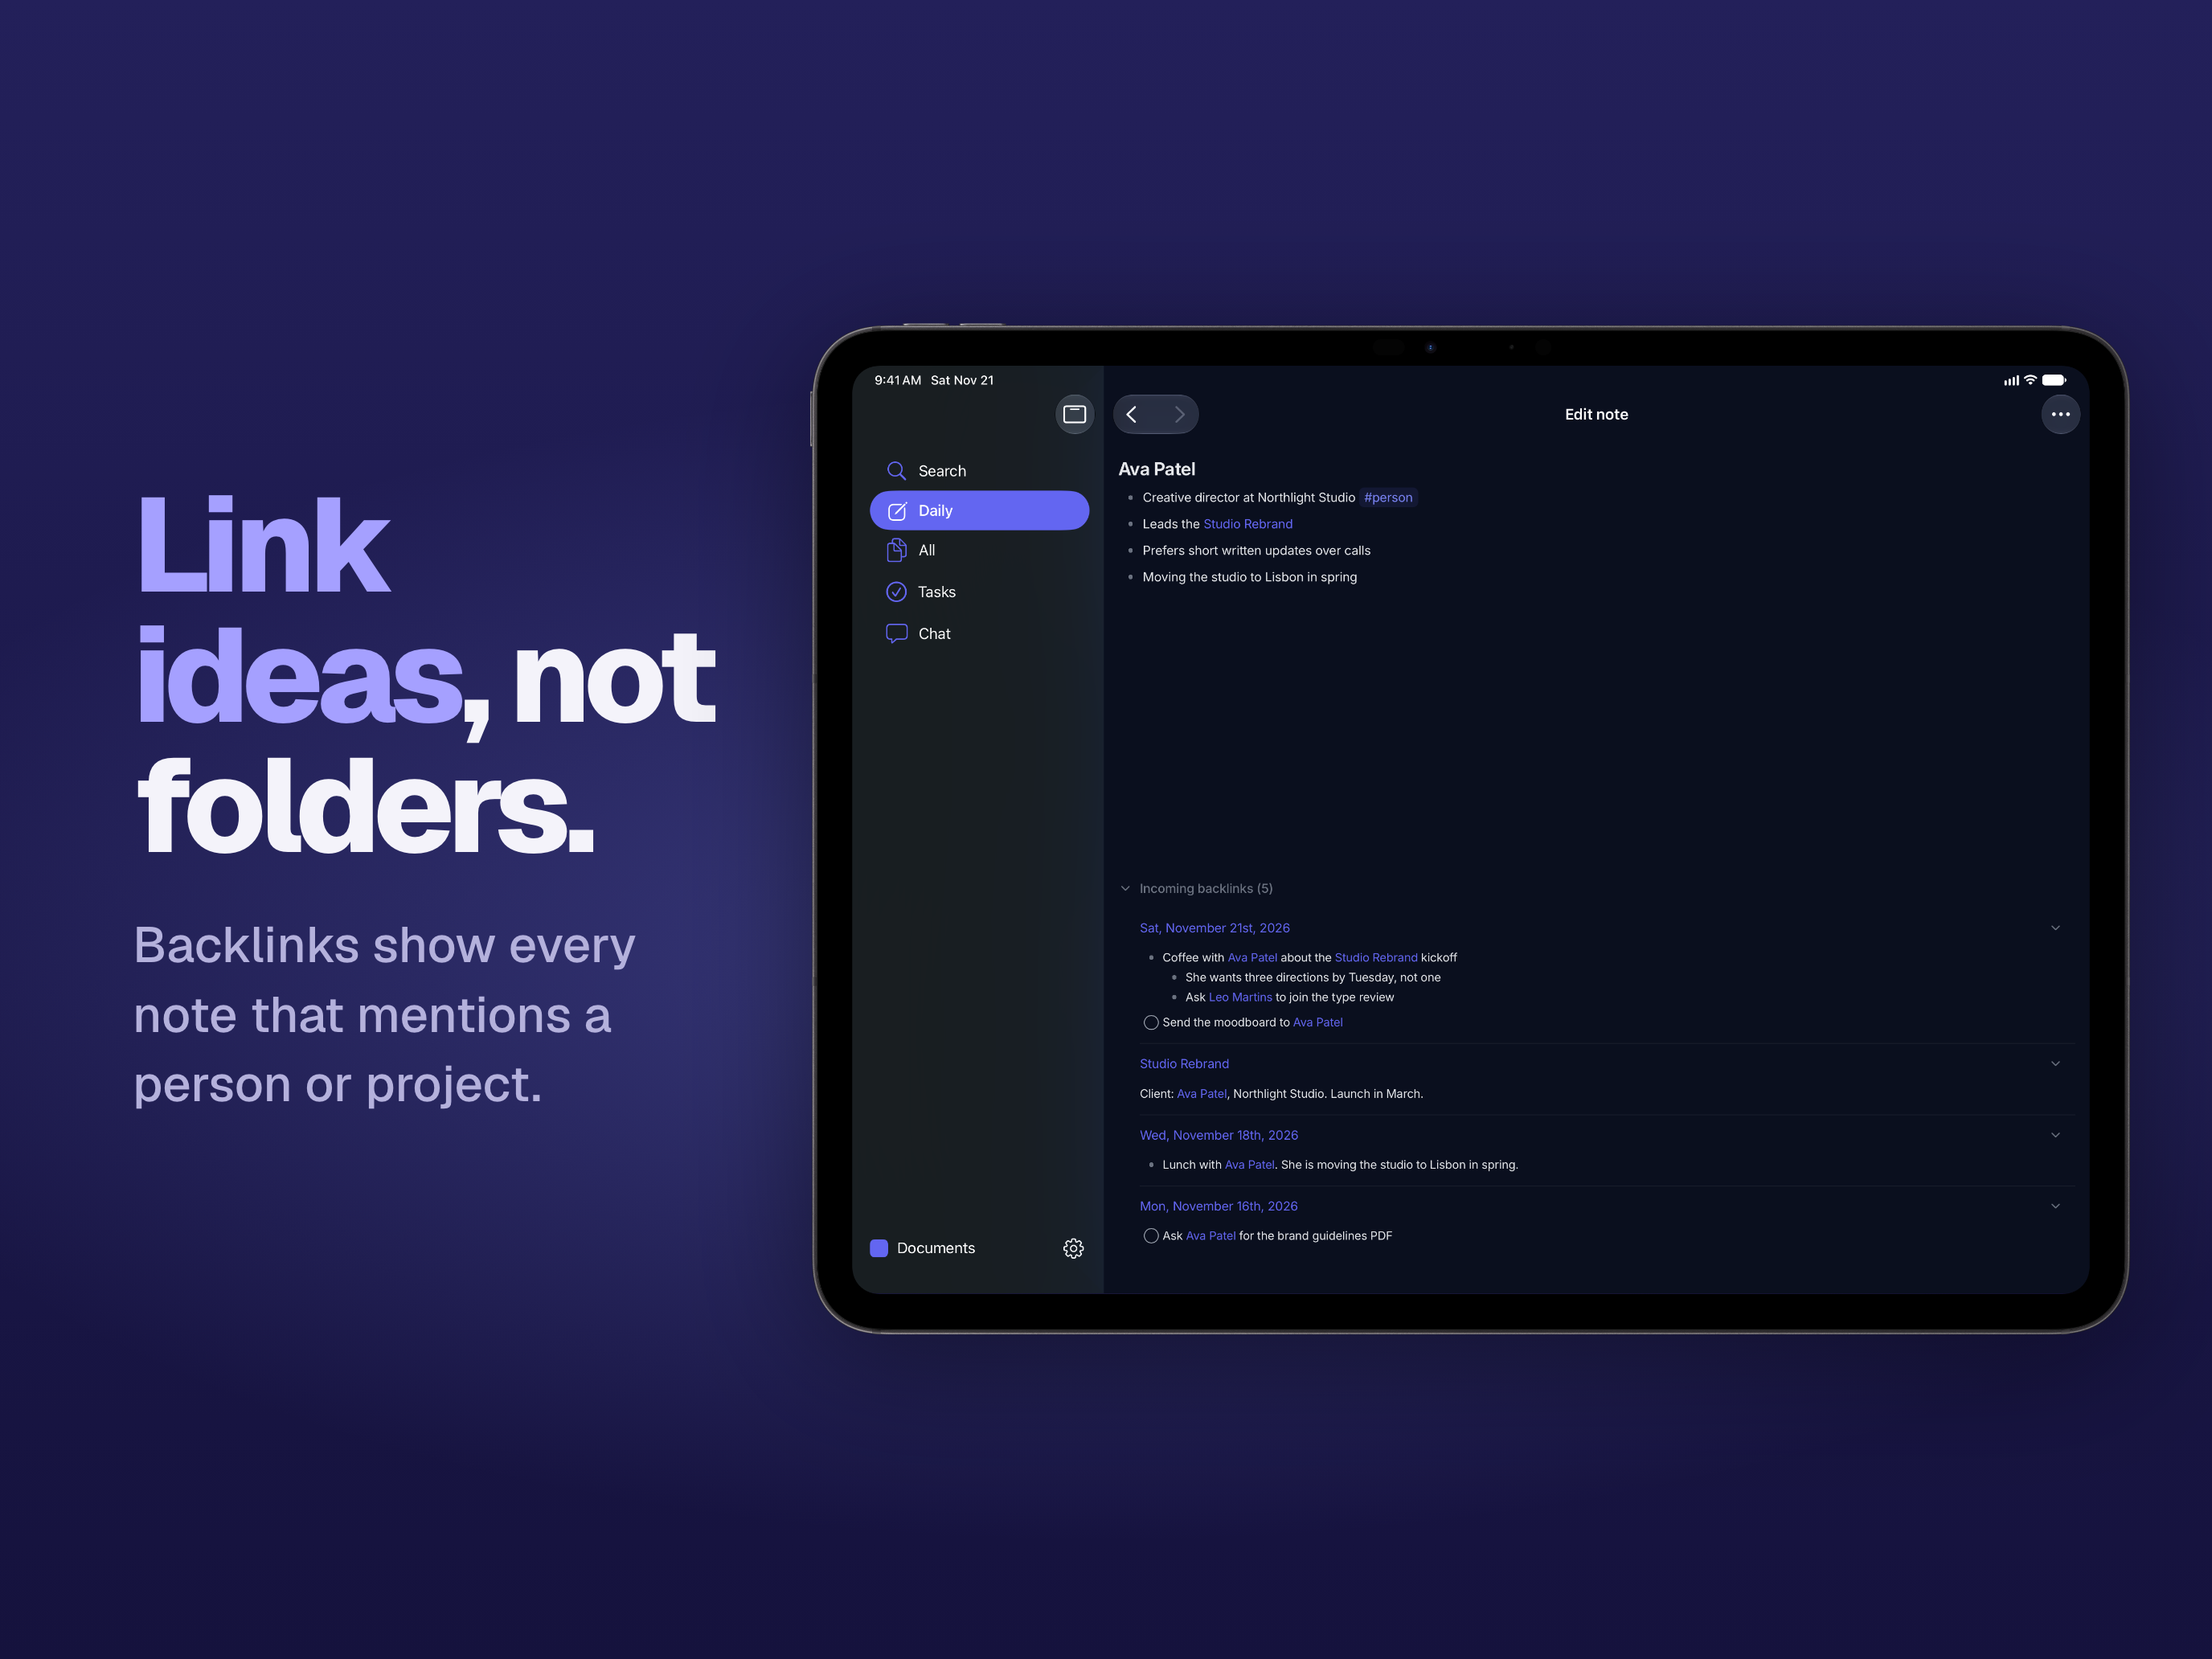 Link
ideas, not
folders.
Backlinks show every
note that mentions a
person or project.
9:41 AM Sat Nov 21
Search
Daily
All
Tasks
Chat
Documents
Edit note
Ava Patel
Creative director at Northlight Studio #person
Leads the Studio Rebrand
Prefers short written updates over calls
Moving the studio to Lisbon in spring
Incoming backlinks (5)
Sat, November 21st, 2026
Coffee with Ava Patel about the Studio Rebrand kickoff
She wants three directions by Tuesday, not one
Ask Leo Martins to join the type review
Send the moodboard to Ava Patel
Studio Rebrand
Client: Ava Patel, Northlight Studio. Launch in March.
Wed, November 18th, 2026
Lunch with Ava Patel. She is moving the studio to Lisbon in spring.
Mon, November 16th, 2026
Ask Ava Patel for the brand guidelines PDF